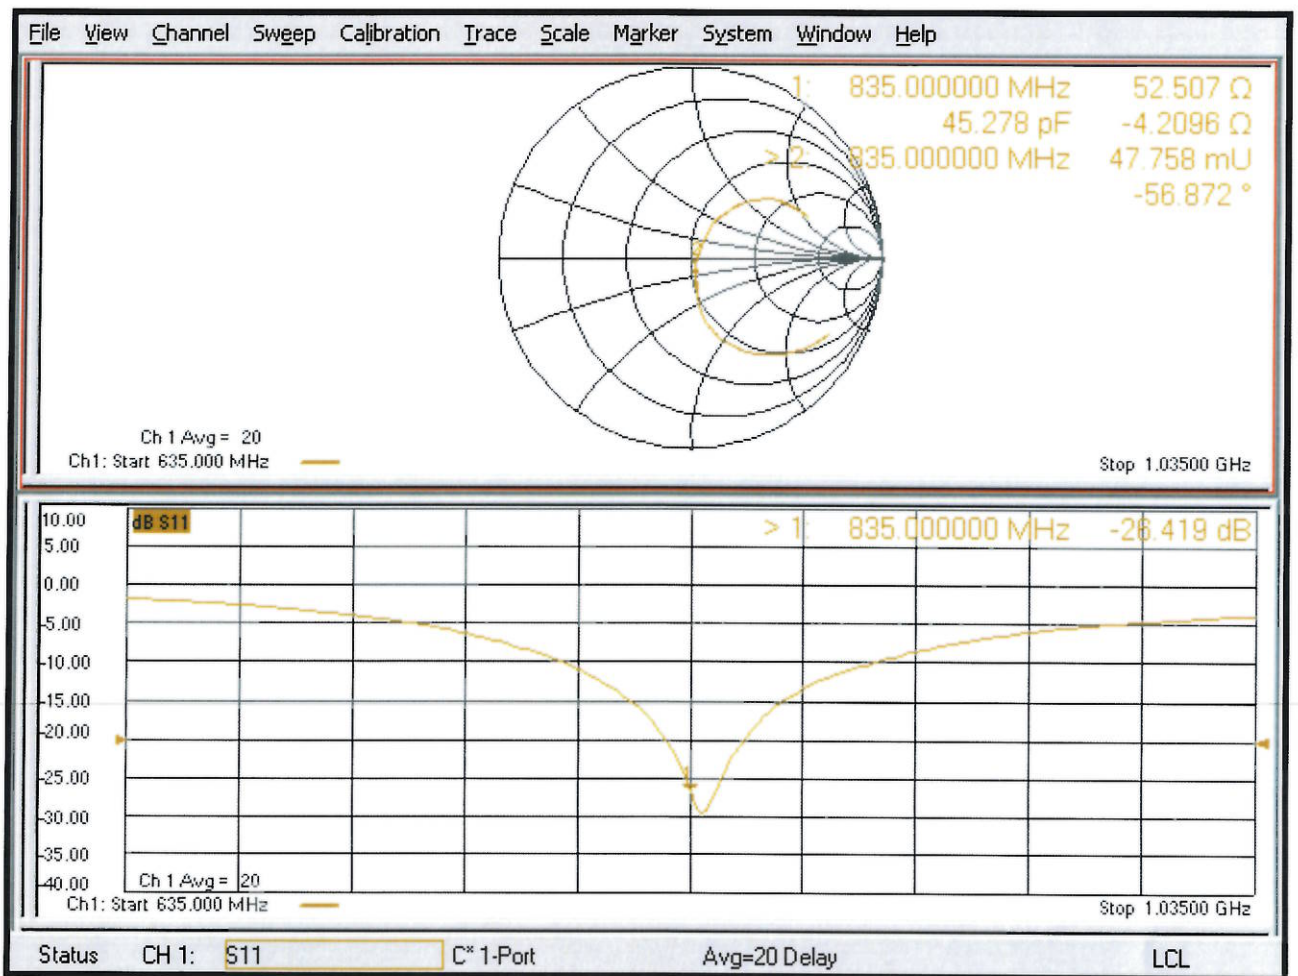 File View Channel Sweep Calibration Trace Scale Marker System Window Help
1: 835.000000 MHz 52.507 Ω
45.278 pF -4.2096 Ω
> 2: 835.000000 MHz 47.758 mU
-56.872 °
Ch 1 Avg = 20
Ch1: Start 635.000 MHz
Stop 1.03500 GHz
10.00
dB S11
> 1: 835.000000 MHz -26.419 dB
5.00
0.00
-5.00
-10.00
-15.00
-20.00
-25.00
-30.00
-35.00
-40.00
Ch 1 Avg = 20
Ch1: Start 635.000 MHz
Stop 1.03500 GHz
Status CH 1: S11 C* 1-Port Avg=20 Delay LCL